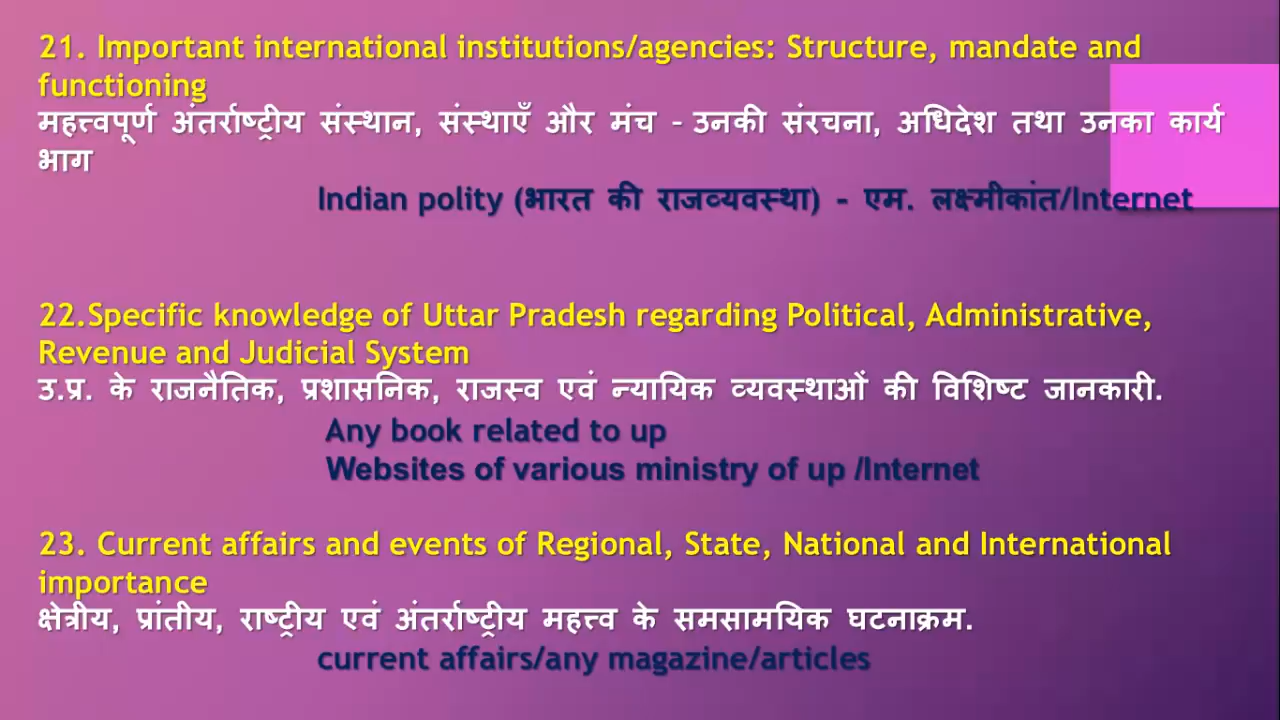 21. Important international institutions/agencies: Structure, mandate and
functioning
महत्त्वपूर्ण अंतर्राष्ट्रीय संस्थान, संस्थाएँ और मंच – उनकी संरचना, अधिदेश तथा उनका कार्य
भाग
Indian polity (भारत की राजव्यवस्था) - एम. लक्ष्मीकांत/Internet
22.Specific knowledge of Uttar Pradesh regarding Political, Administrative,
Revenue and Judicial System
उ.प्र. के राजनैतिक, प्रशासनिक, राजस्व एवं न्यायिक व्यवस्थाओं की विशिष्ट जानकारी.
Any book related to up
Websites of various ministry of up /Internet
23. Current affairs and events of Regional, State, National and International
importance
क्षेत्रीय, प्रांतीय, राष्ट्रीय एवं अंतर्राष्ट्रीय महत्त्व के समसामयिक घटनाक्रम.
current affairs/any magazine/articles